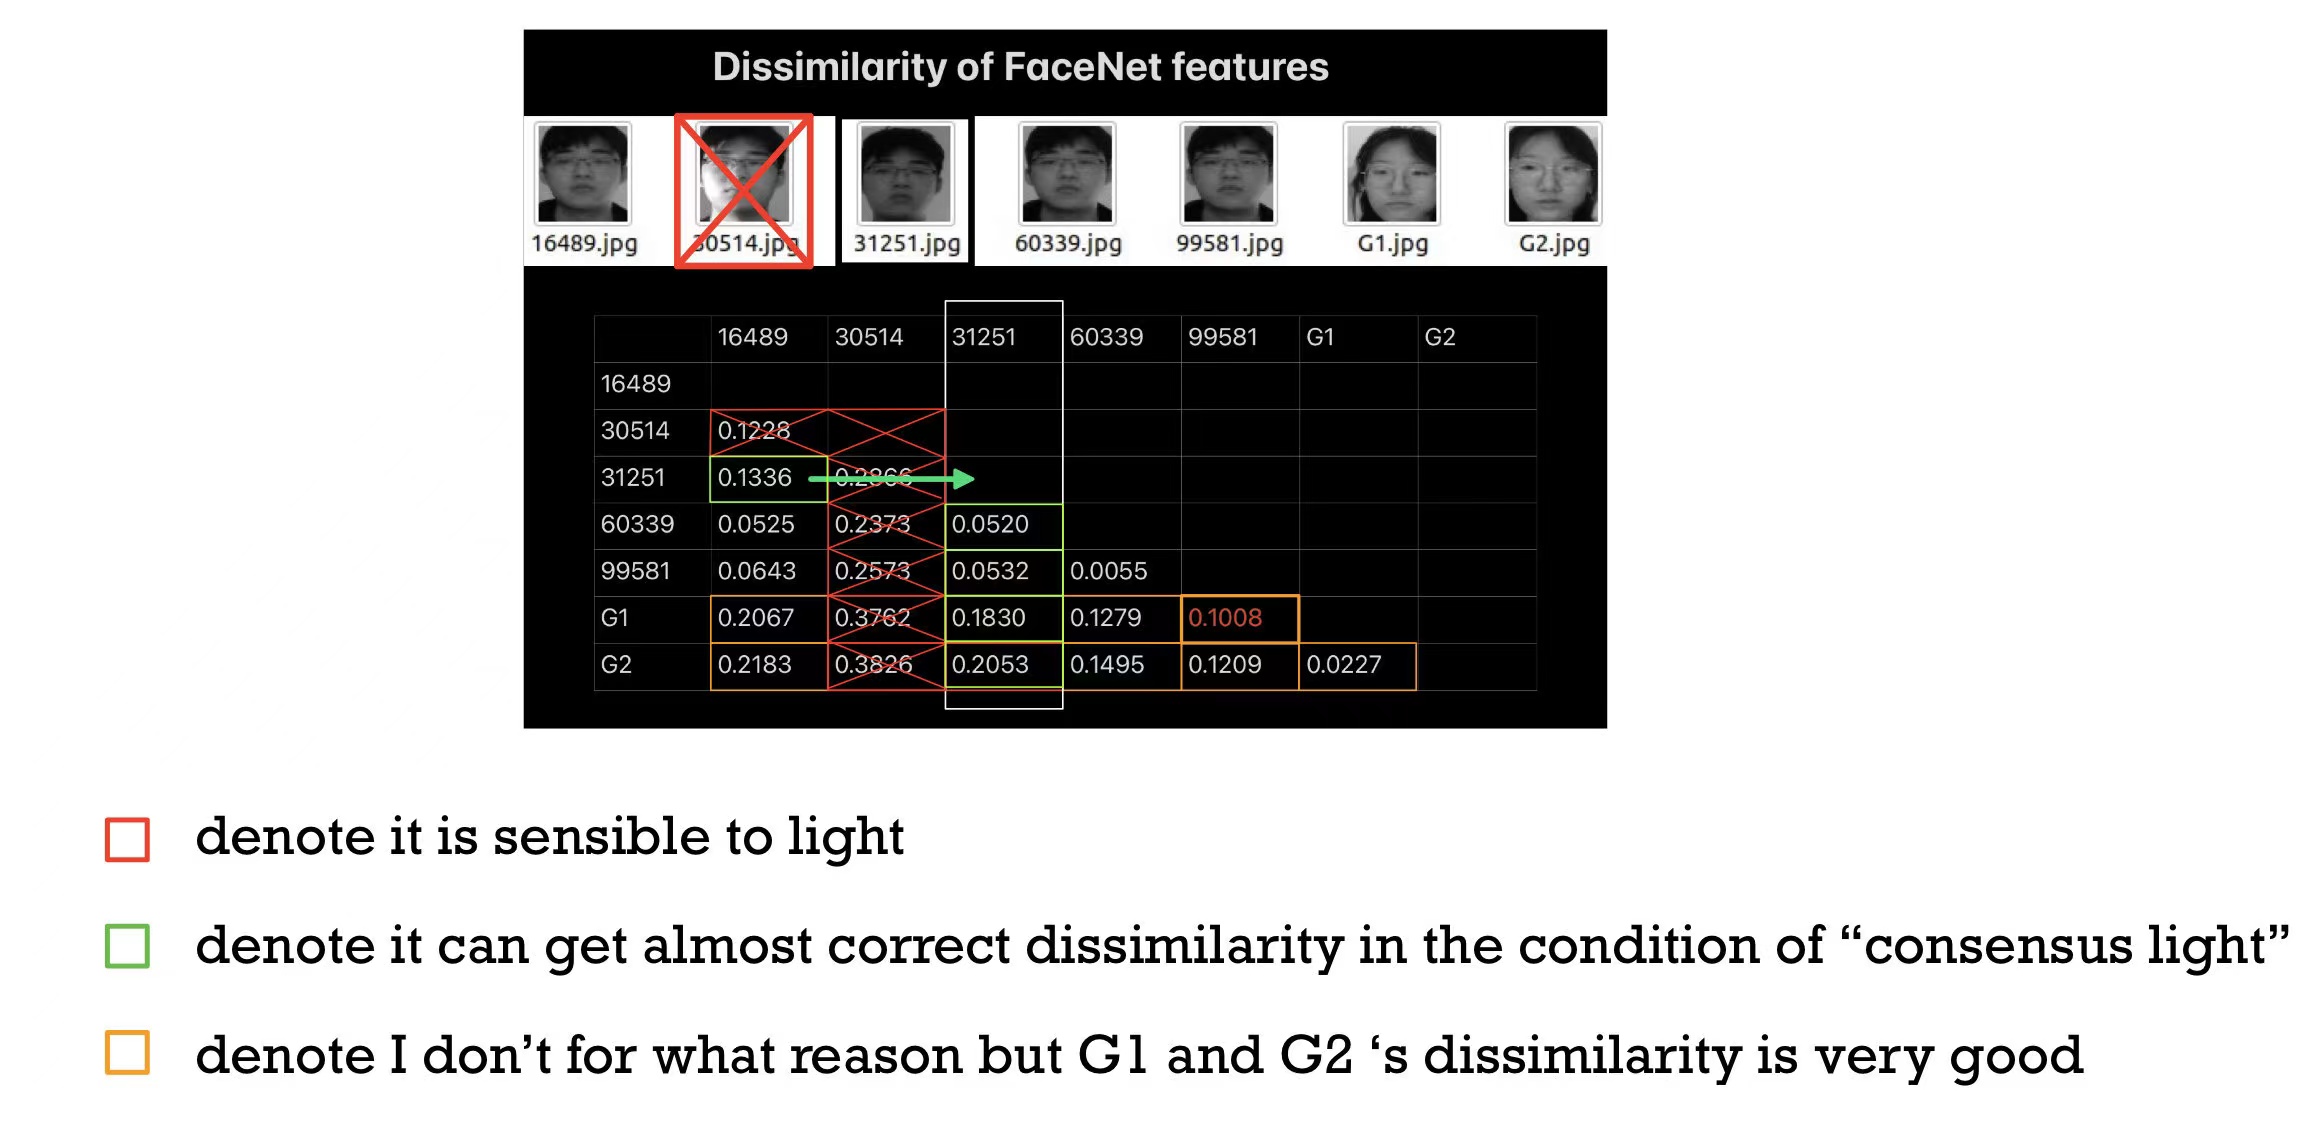 Dissimilarity of FaceNet features
16489.jpg 30514.jpg 31251.jpg 60339.jpg 99581.jpg G1.jpg G2.jpg
16489 30514 31251 60339 99581 G1 G2
16489
30514 0.1228
31251 0.1336 0.2866
60339 0.0525 0.2373 0.0520
99581 0.0643 0.2573 0.0532 0.0055
G1 0.2067 0.3762 0.1830 0.1279 0.1008
G2 0.2183 0.3826 0.2053 0.1495 0.1209 0.0227
denote it is sensible to light
denote it can get almost correct dissimilarity in the condition of “consensus light”
denote I don’t for what reason but G1 and G2 ‘s dissimilarity is very good